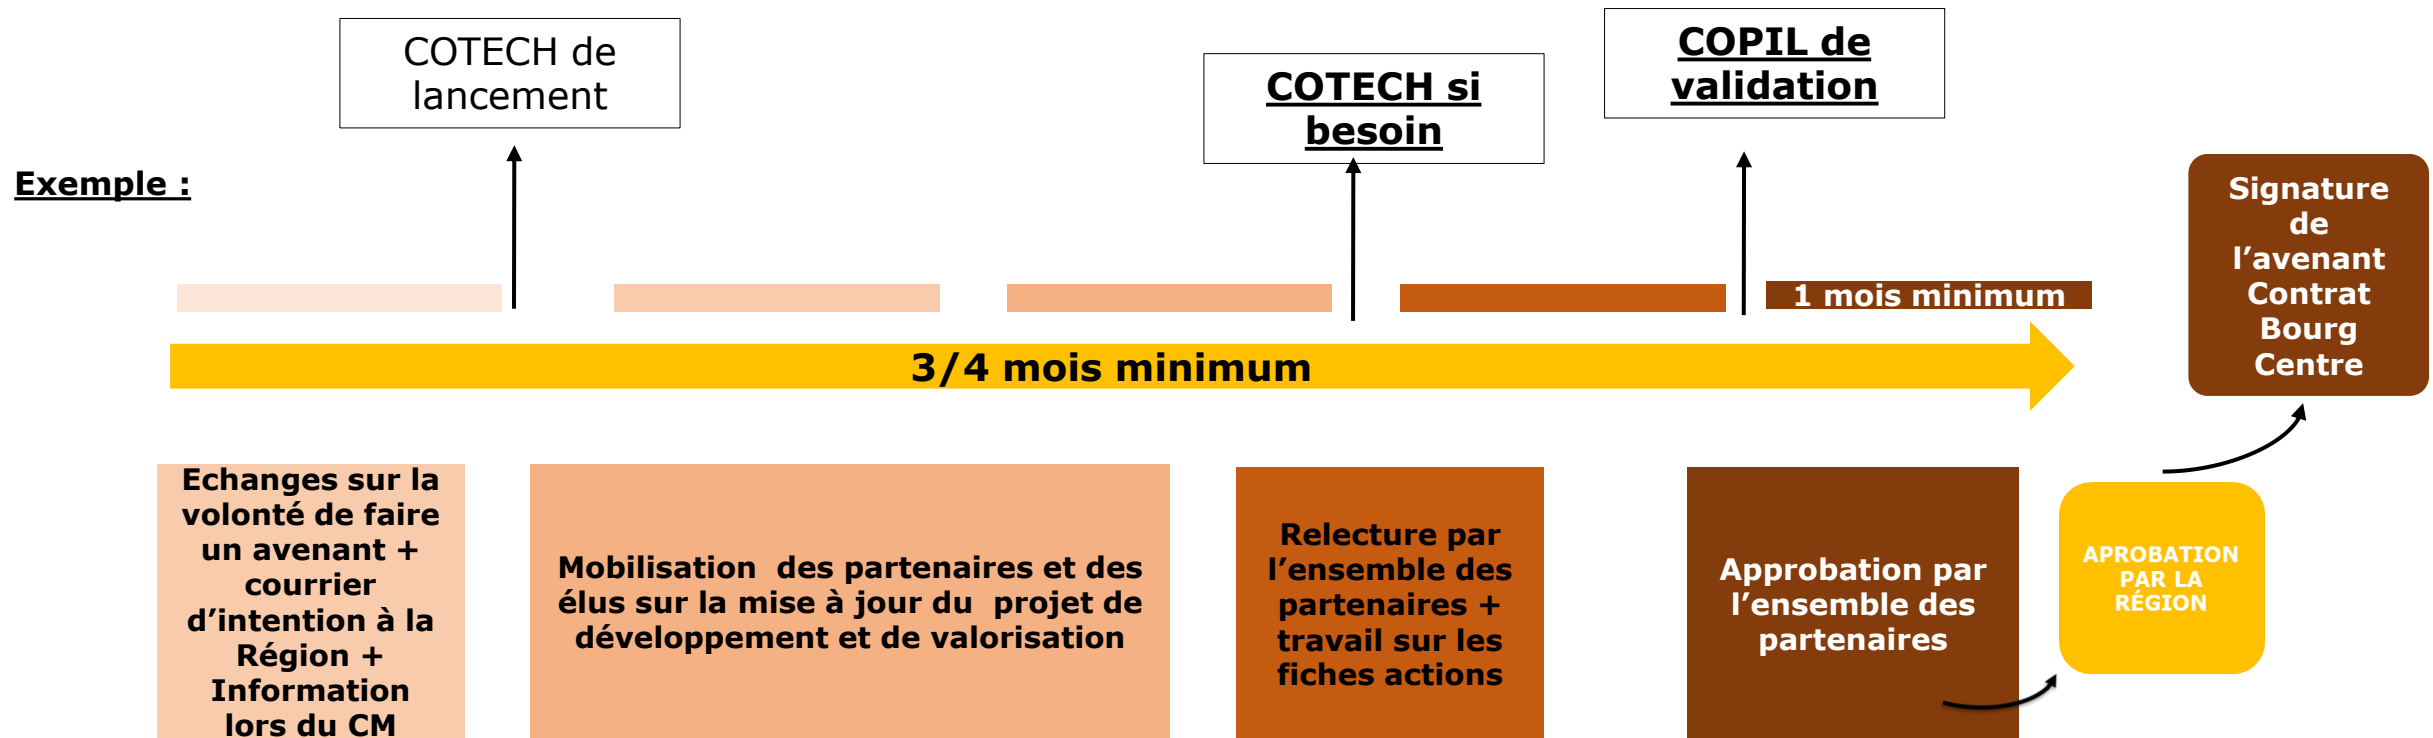 COTECH de
lancement
COTECH si
besoin
COPIL de
validation
Exemple :
Signature
de
l’avenant
Contrat
Bourg
Centre
1 mois minimum
3/4 mois minimum
Echanges sur la
volonté de faire
un avenant +
courrier
d’intention à la
Région +
Information
lors du CM
Mobilisation des partenaires et des
élus sur la mise à jour du projet de
développement et de valorisation
Relecture par
l’ensemble des
partenaires +
travail sur les
fiches actions
Approbation par
l’ensemble des
partenaires
APROBATION
PAR LA
RÉGION